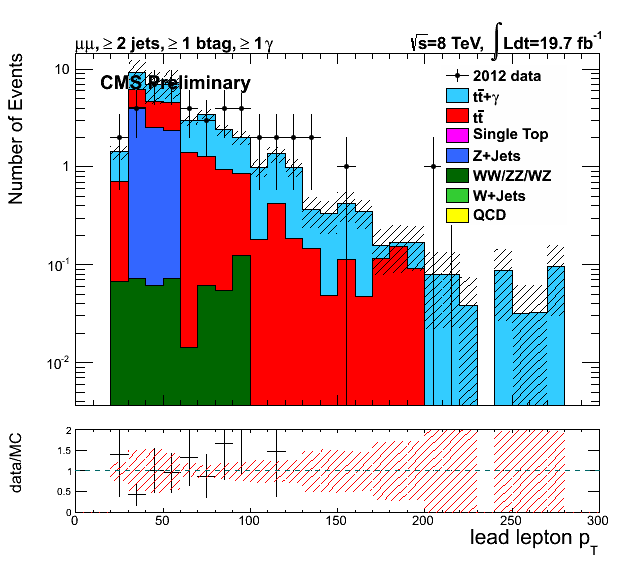 μμ, ≥ 2 jets, ≥ 1 btag, ≥ 1 γ
√s=8 TeV, ∫ Ldt=19.7 fb⁻¹
CMS Preliminary
2012 data
tt̄+γ
tt̄
Single Top
Z+Jets
WW/ZZ/WZ
W+Jets
QCD
Number of Events
10
1
10⁻¹
10⁻²
data/MC
2
1.5
1
0.5
0
0 50 100 150 200 250 300
lead lepton p_T